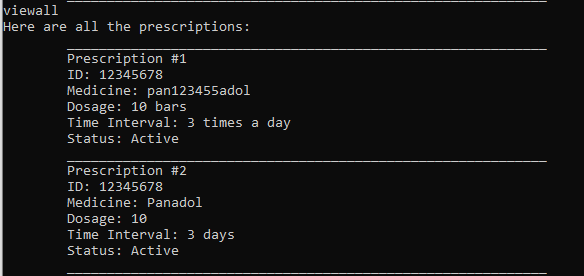 viewall
Here are all the prescriptions:
Prescription #1
ID: 12345678
Medicine: pan123455adol
Dosage: 10 bars
Time Interval: 3 times a day
Status: Active
Prescription #2
ID: 12345678
Medicine: Panadol
Dosage: 10
Time Interval: 3 days
Status: Active